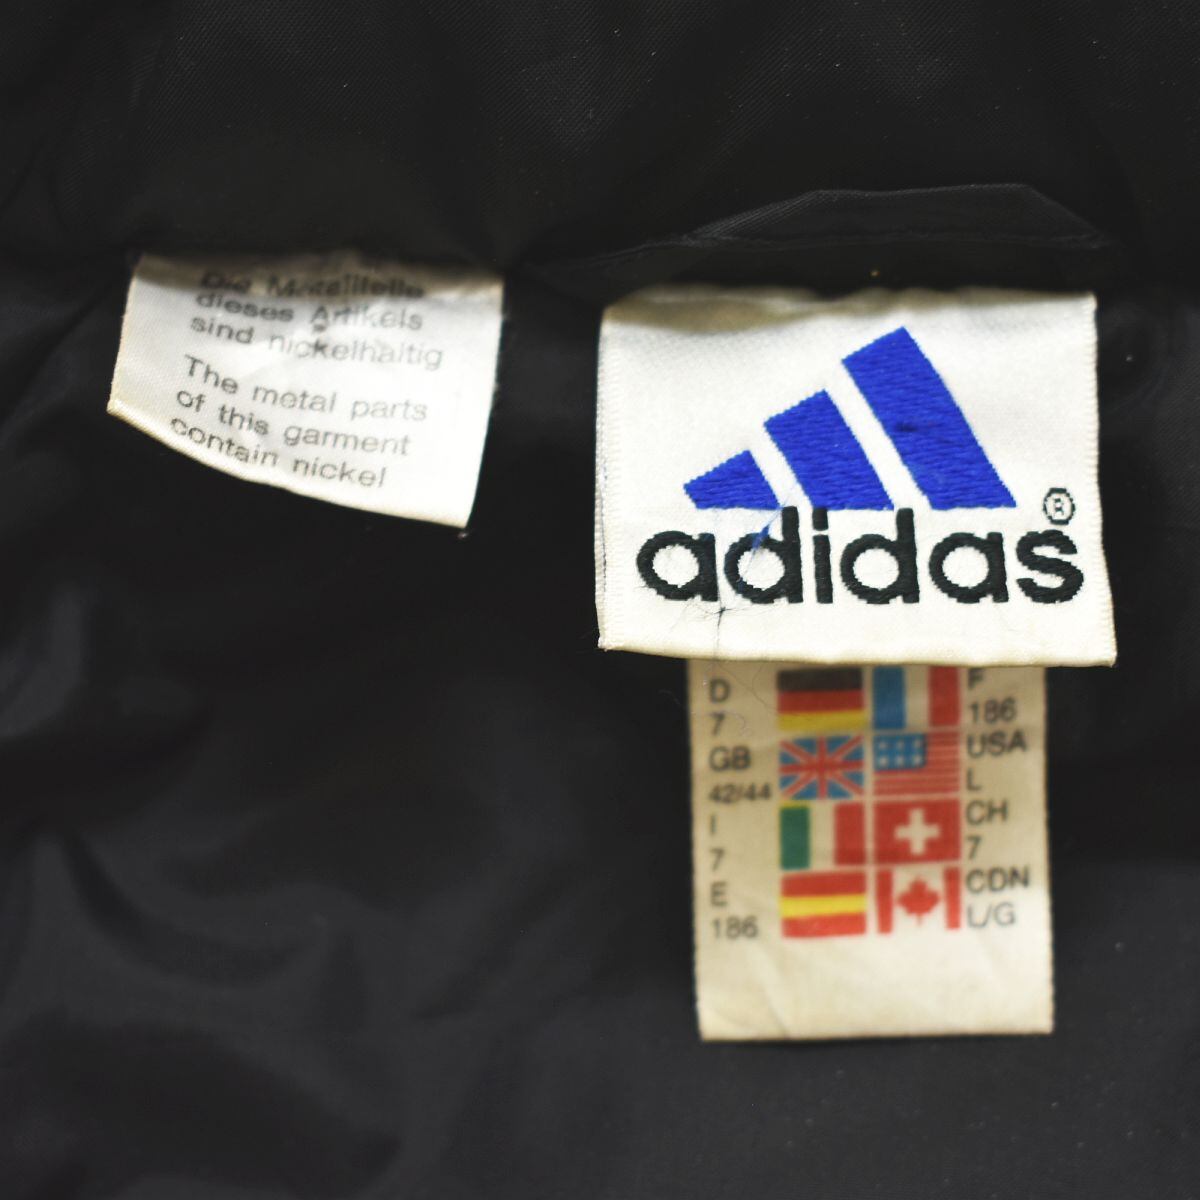 Die Metallteile
dieses Artikels
sind nickelhaltig
The metal parts
of this garment
contain nickel
adidas ®
D
7
GB
42/44
I
7
E
186
F
186
USA
L
CH
7
CDN
L/G